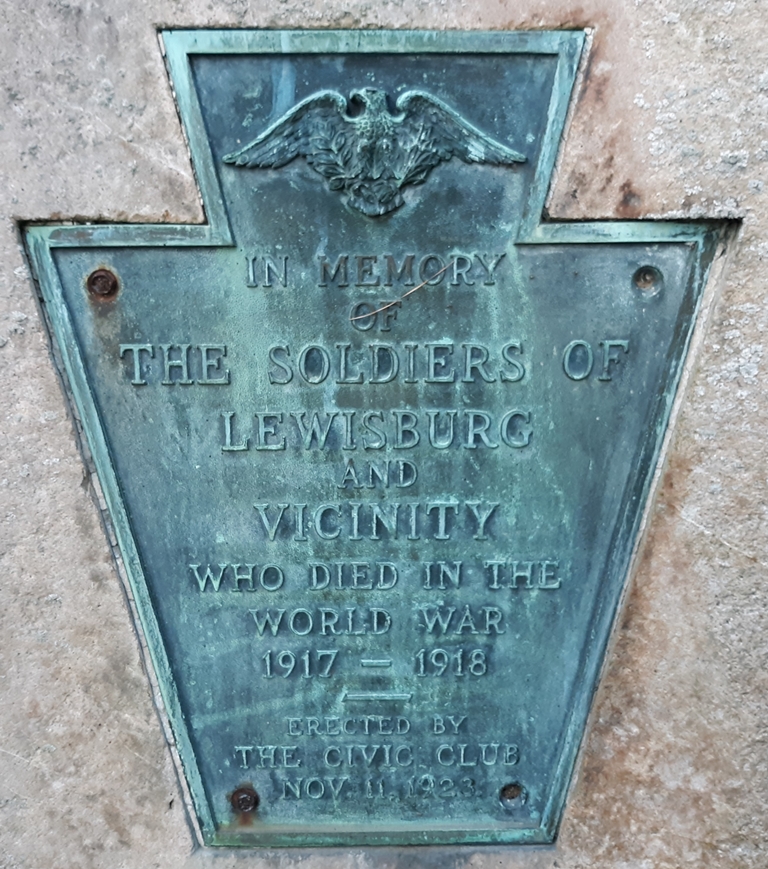 IN MEMORY
OF
THE SOLDIERS OF
LEWISBURG
AND
VICINITY
WHO DIED IN THE
WORLD WAR
1917 — 1918
ERECTED BY
THE CIVIC CLUB
NOV. 11, 1923